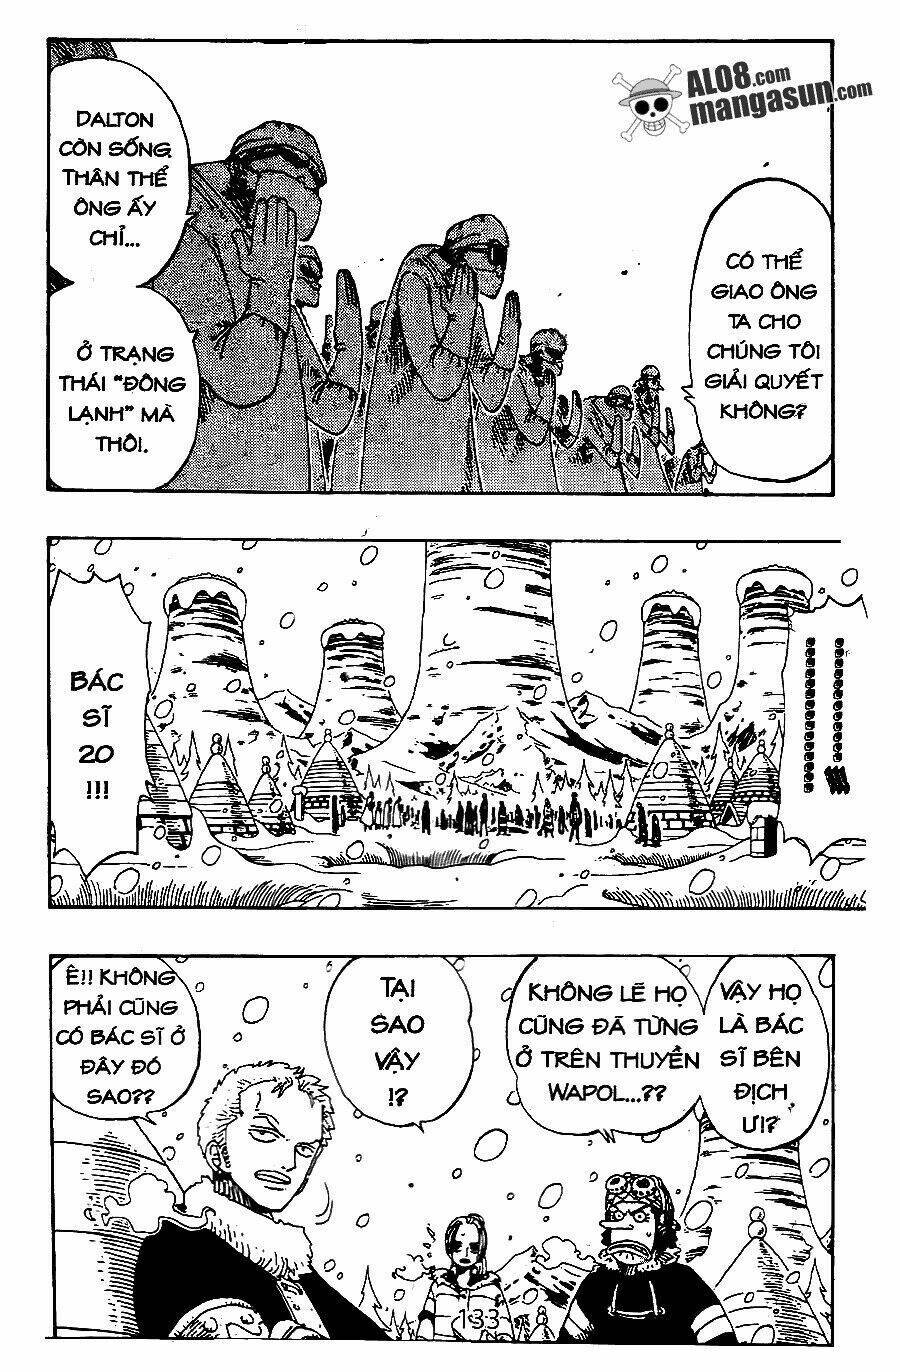 AL08.com
mangasun.com
CÓ THỂ
GIAO ÔNG
TA CHO
CHÚNG TÔI
GIẢI QUYẾT
KHÔNG?
DALTON
CÒN SỐNG
THÂN THỂ
ÔNG ẤY
CHỈ...
Ở TRẠNG
THÁI "ĐÔNG
LẠNH" MÀ
THÔI.
BÁC
SĨ
20
!!!
VẬY HỌ
LÀ BÁC
SĨ BÊN
ĐỊCH
Ư!?
KHÔNG LẼ HỌ
CŨNG ĐÃ TỪNG
Ở TRÊN THUYỀN
WAPOL...??
TẠI
SAO
VẬY
!?
Ê!! KHÔNG
PHẢI CŨNG
CÓ BÁC SĨ Ở
ĐÂY ĐÓ
SAO??
133